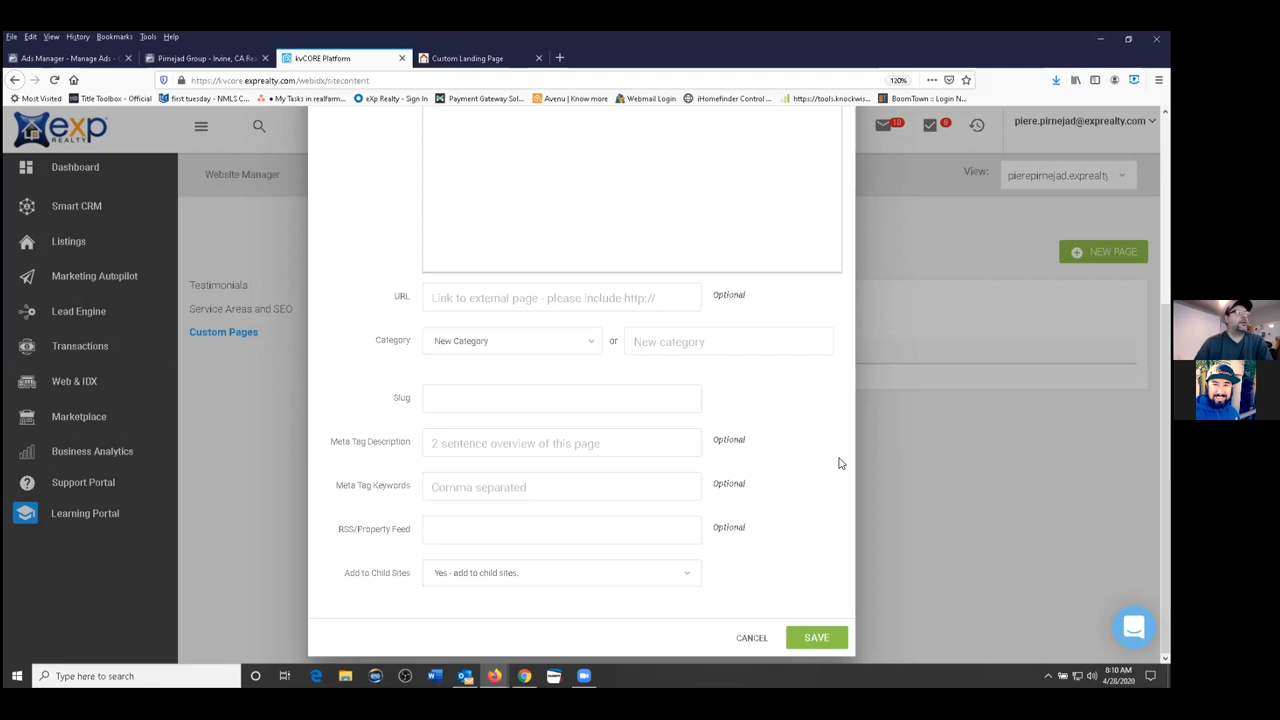 File Edit View History Bookmarks Tools Help
Ads Manager - Manage Ads - C Pirnejad Group - Irvine, CA Re kvCORE Platform Custom Landing Page
https://kvcore.exprealty.com/webidx/sitecontent 120%
Most Visited Title Toolbox - Official first tuesday - NMLS C... My Tasks in realfarm... eXp Realty - Sign In Payment Gateway Sol... Avenu | Know more Webmail Login iHomefinder Control ... https://tools.knockwis... BoomTown :: Login N...
exp REALTY 10 8 piere.pirnejad@exprealty.com
Dashboard
Smart CRM
Listings
Marketing Autopilot
Lead Engine
Transactions
Web & IDX
Marketplace
Business Analytics
Support Portal
Learning Portal
Website Manager View: pierepirnejad.exprealty.
NEW PAGE
Testimonials
Service Areas and SEO
Custom Pages
URL Link to external page - please include http:// Optional
Category New Category or New category
Slug
Meta Tag Description 2 sentence overview of this page Optional
Meta Tag Keywords Comma separated Optional
RSS/Property Feed Optional
Add to Child Sites Yes - add to child sites.
CANCEL SAVE
Type here to search 8:10 AM
4/28/2020